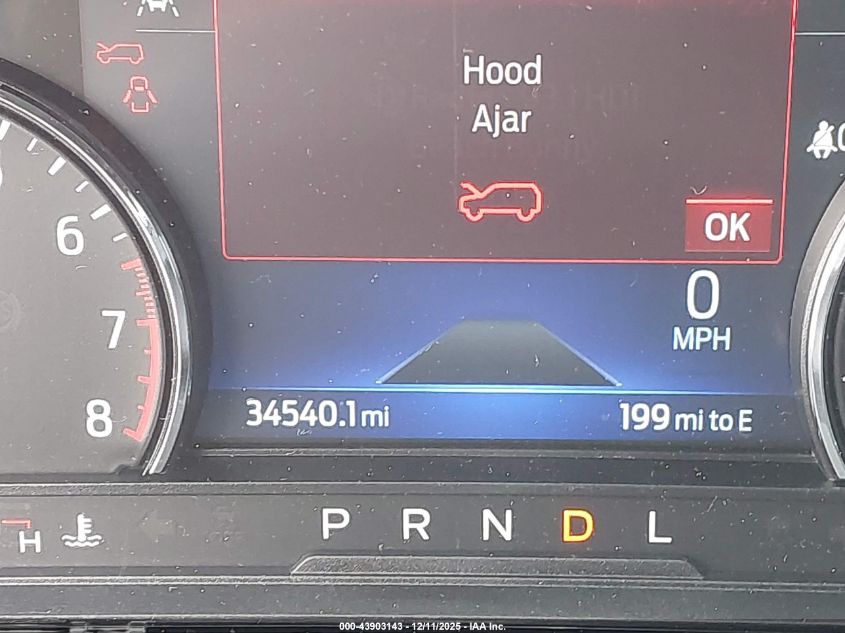 Hood
Ajar
OK
0
MPH
6
7
8
34540.1 mi
199 mi to E
H
P R N D L
000-43903143 - 12/11/2025 - IAA Inc.